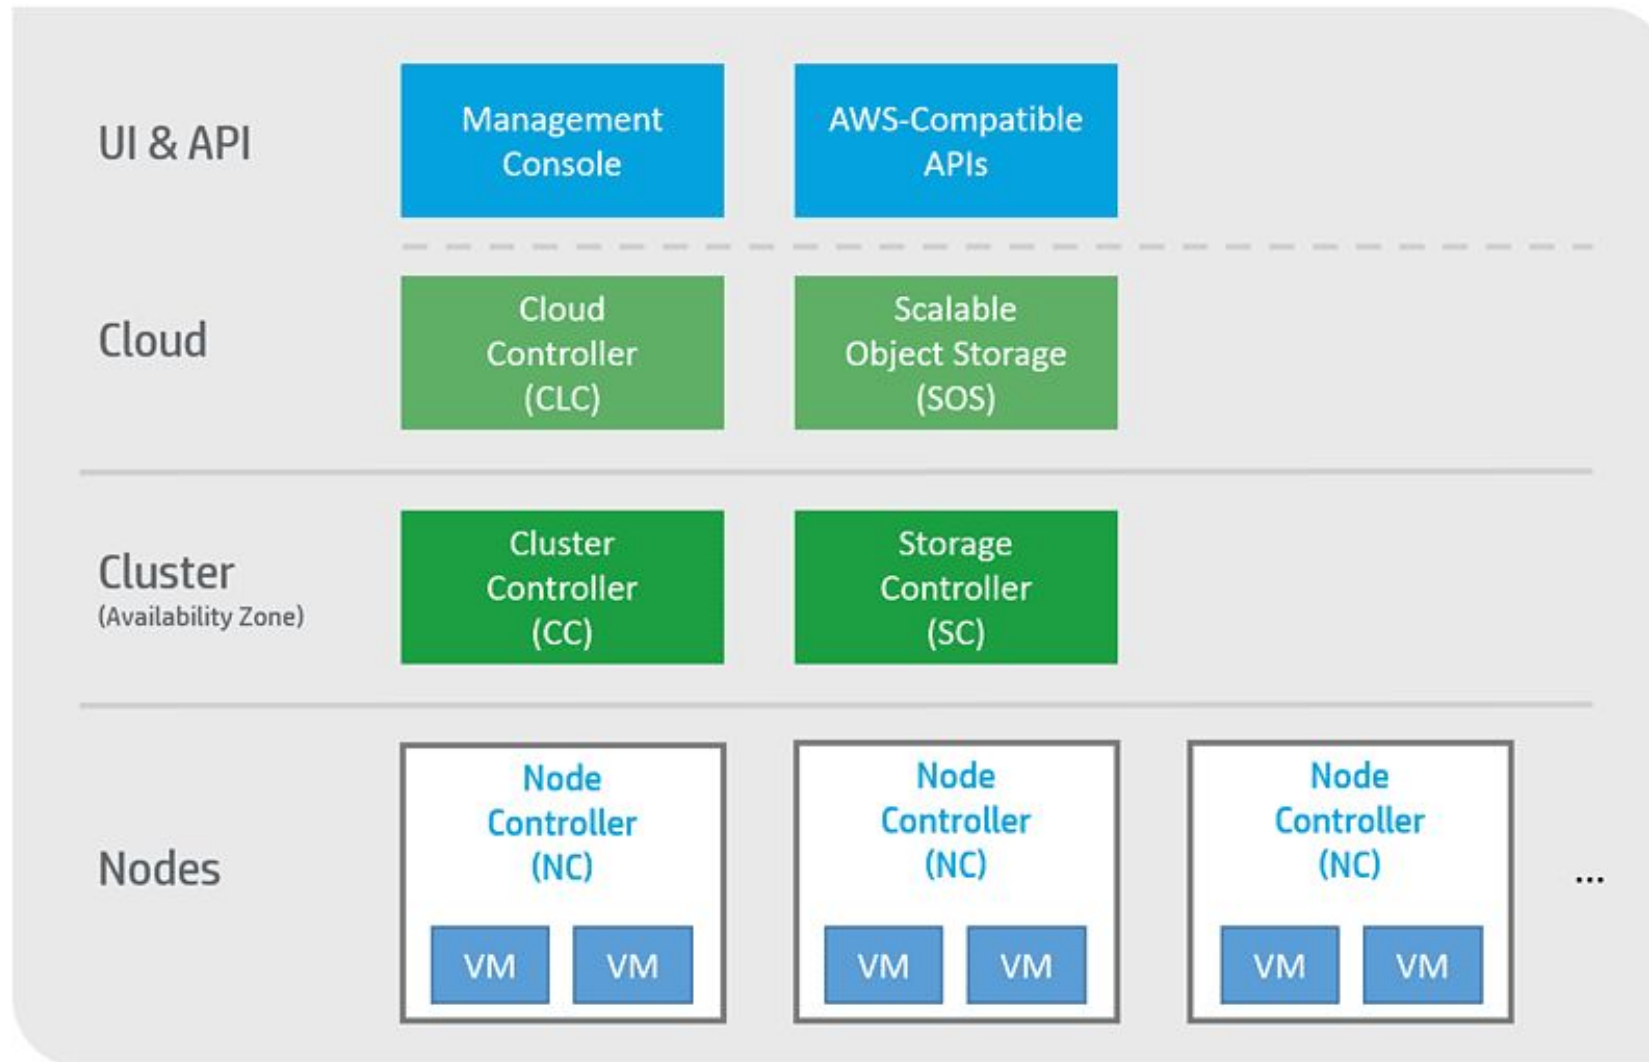 UI & API
Management
Console
AWS-Compatible
APIs
Cloud
Cloud
Controller
(CLC)
Scalable
Object Storage
(SOS)
Cluster
(Availability Zone)
Cluster
Controller
(CC)
Storage
Controller
(SC)
Nodes
Node
Controller
(NC)
VM
VM
Node
Controller
(NC)
VM
VM
Node
Controller
(NC)
VM
VM
...